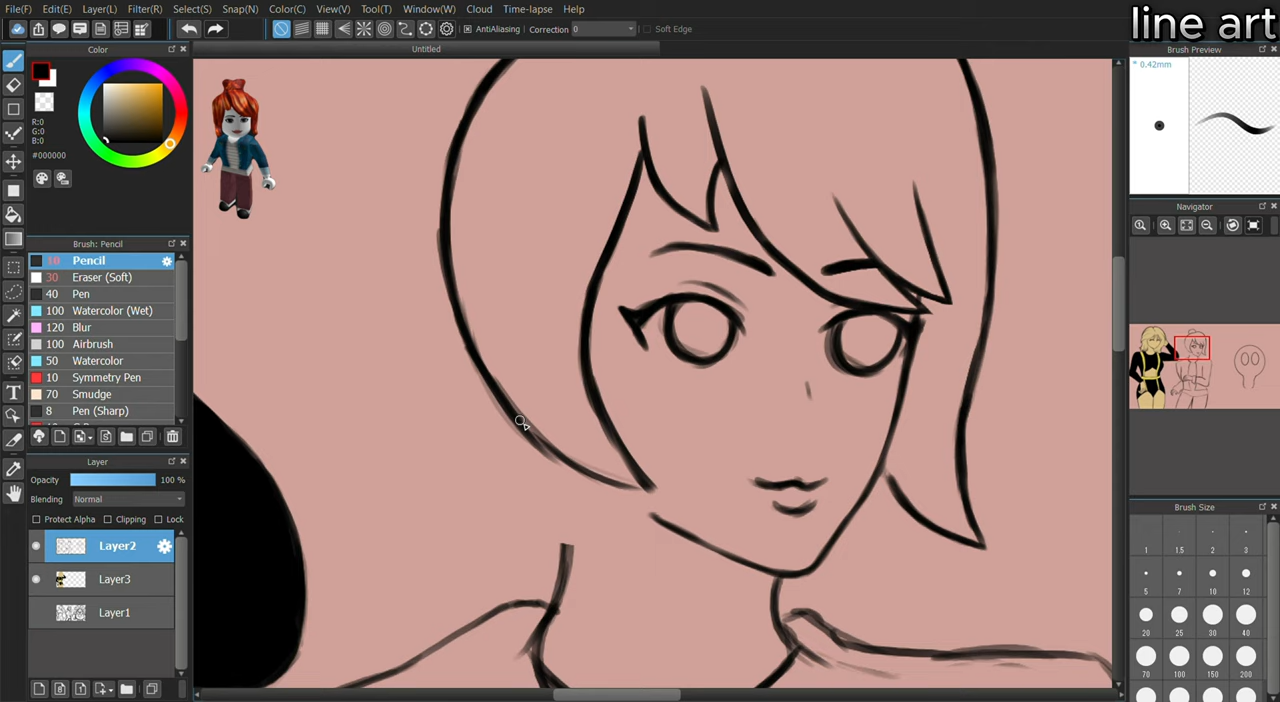 File(F) Edit(E) Layer(L) Filter(R) Select(S) Snap(N) Color(C) View(V) Tool(T) Window(W) Cloud Time-lapse Help
line art
AntiAliasing Correction 0 Soft Edge
Color
Untitled
Brush Preview
* 0.42mm
R:0
G:0
B:0
#000000
Navigator
Brush: Pencil
10 Pencil
30 Eraser (Soft)
40 Pen
100 Watercolor (Wet)
120 Blur
100 Airbrush
50 Watercolor
10 Symmetry Pen
70 Smudge
8 Pen (Sharp)
Layer
Opacity 100 %
Blending Normal
Protect Alpha Clipping Lock
Layer2
Layer3
Layer1
Brush Size
1 1.5 2 3
5 7 10 12
20 25 30 40
70 100 150 200